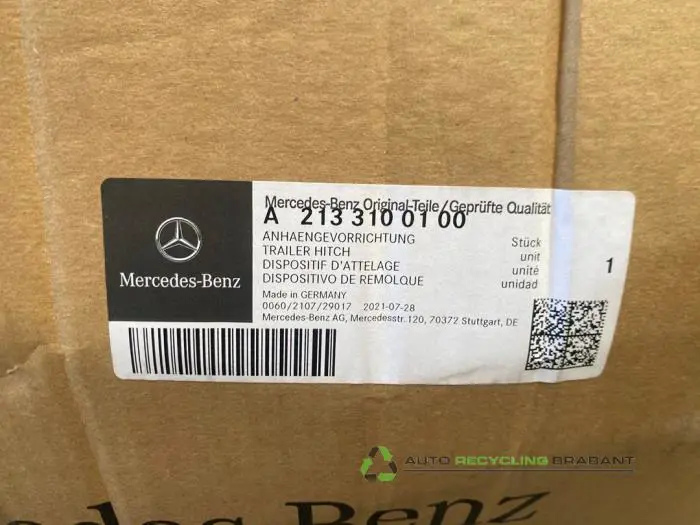 Mercedes-Benz Original-Teile/Geprüfte Qualität
A 213 310 01 00
ANHAENGEVORRICHTUNG Stück
TRAILER HITCH unit
DISPOSITIF D'ATTELAGE unité 1
DISPOSITIVO DE REMOLQUE unidad
Made in GERMANY
0060/2107/29017 2021-07-28
Mercedes-Benz AG, Mercedesstr.120, 70372 Stuttgart, DE
Mercedes-Benz
AUTO RECYCLING BRABANT
Benz